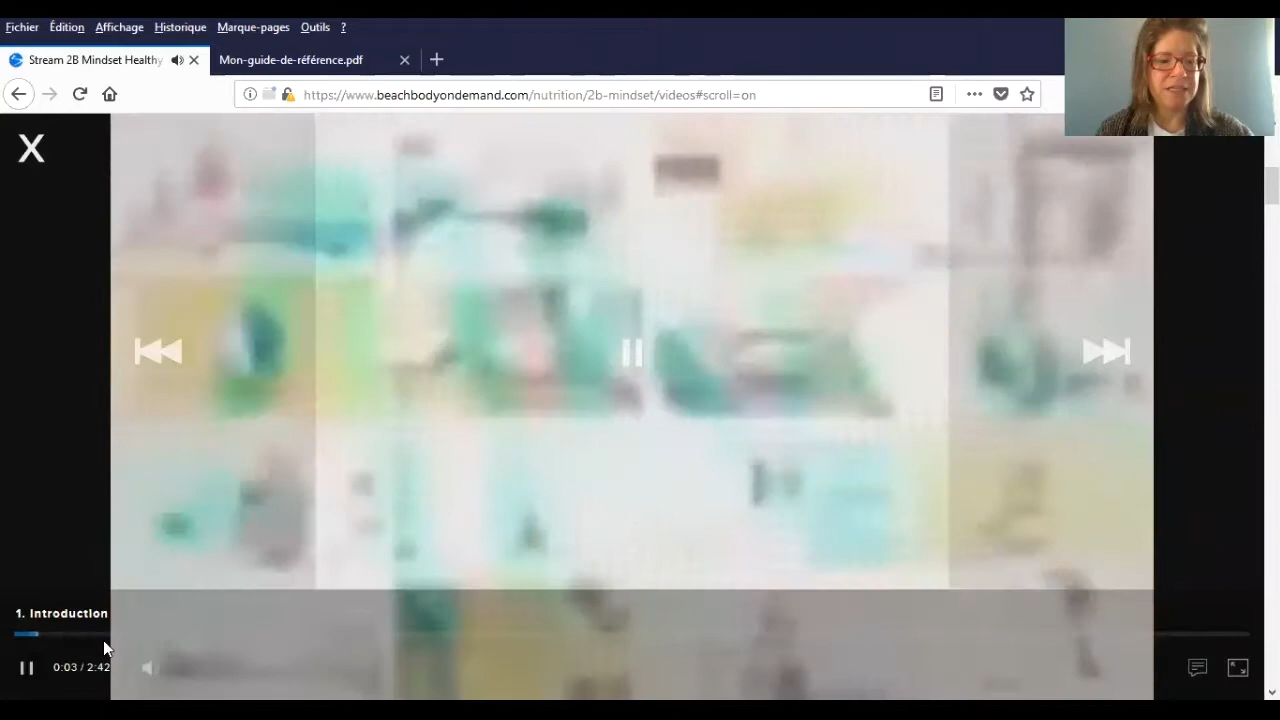 Fichier Édition Affichage Historique Marque-pages Outils ?
Stream 2B Mindset Healthy
Mon-guide-de-référence.pdf
https://www.beachbodyondemand.com/nutrition/2b-mindset/videos#scroll=on
X
1. Introduction
0:03 / 2:42